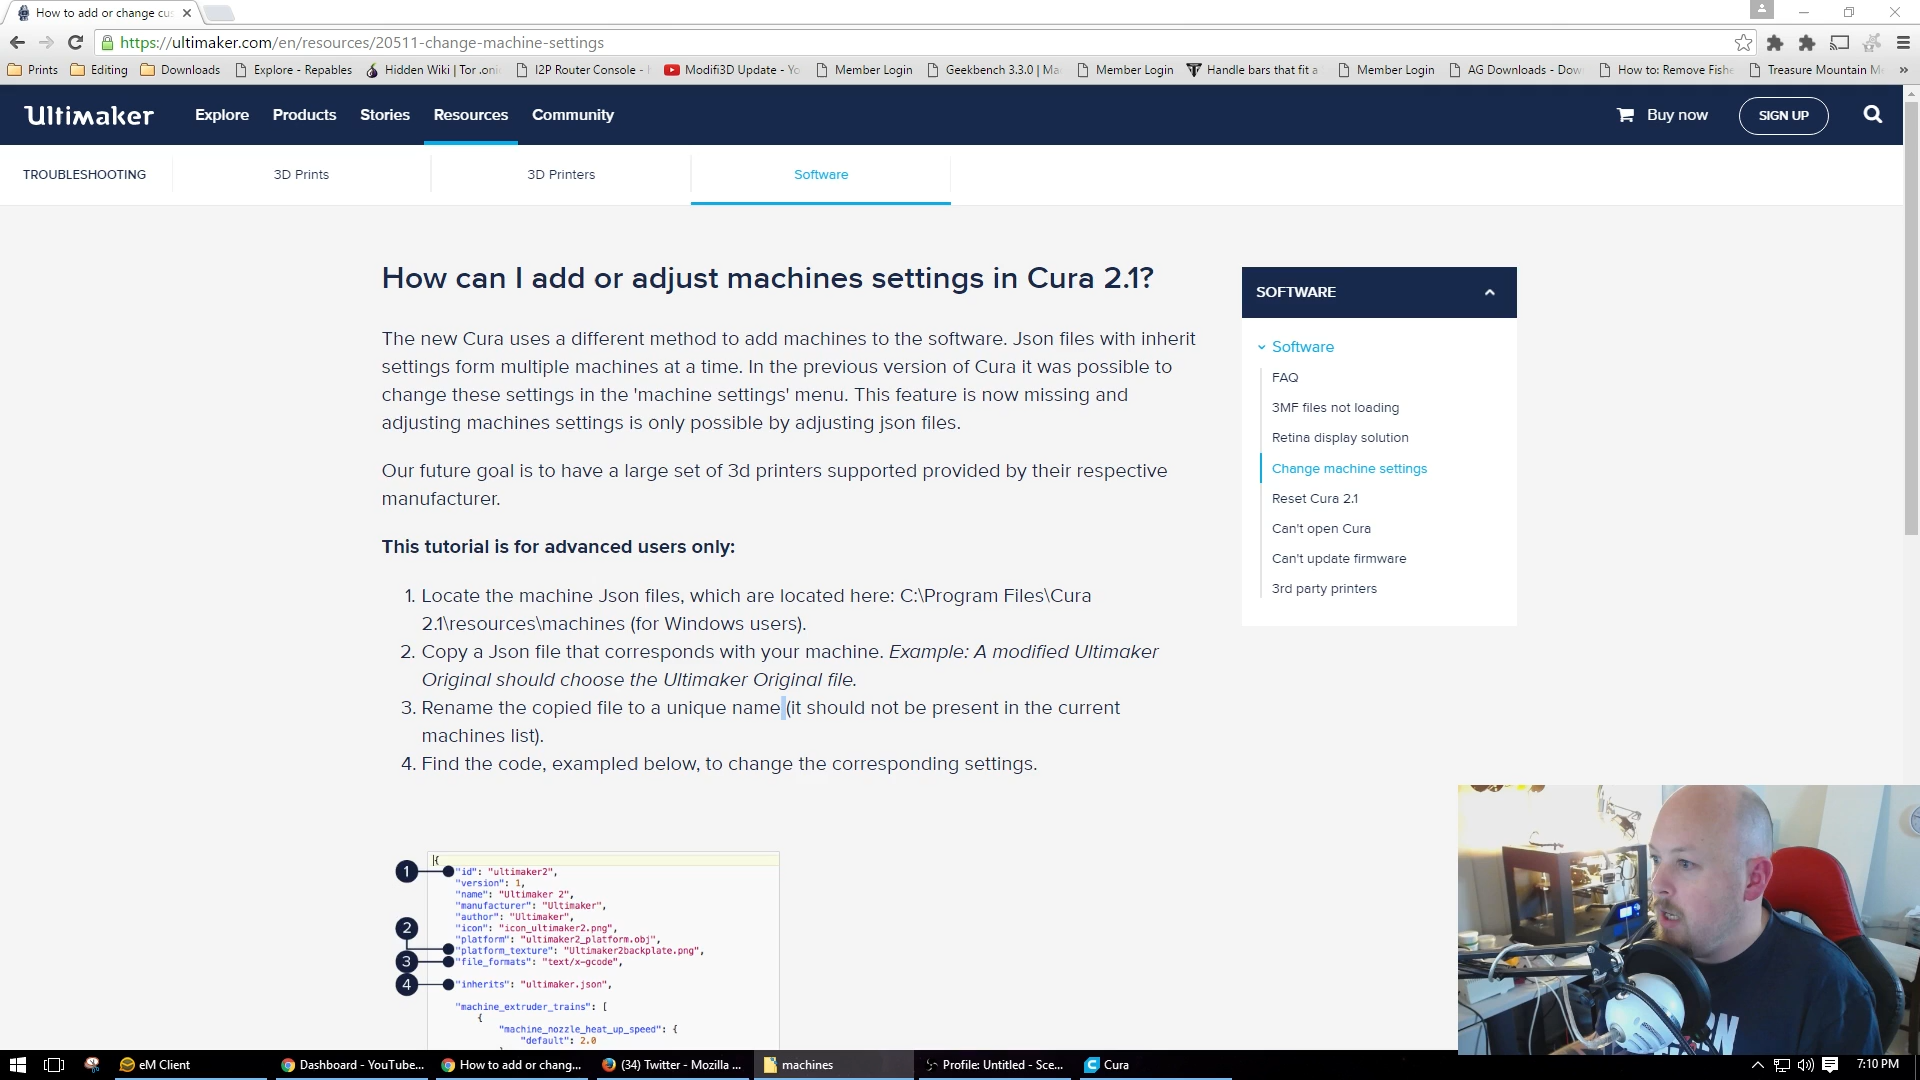 How to add or change cus
https://ultimaker.com/en/resources/20511-change-machine-settings
Prints
Editing
Downloads
Explore - Repables
Hidden Wiki | Tor .oni
I2P Router Console -
Modifi3D Update - Yo
Member Login
Geekbench 3.3.0 | Ma
Member Login
Handle bars that fit a
Member Login
AG Downloads - Dow
How to: Remove Fishe
Treasure Mountain M
»
Ultimaker
Explore
Products
Stories
Resources
Community
Buy now
SIGN UP
TROUBLESHOOTING
3D Prints
3D Printers
Software
How can I add or adjust machines settings in Cura 2.1?
The new Cura uses a different method to add machines to the software. Json files with inherit
settings form multiple machines at a time. In the previous version of Cura it was possible to
change these settings in the 'machine settings' menu. This feature is now missing and
adjusting machines settings is only possible by adjusting json files.
Our future goal is to have a large set of 3d printers supported provided by their respective
manufacturer.
This tutorial is for advanced users only:
1. Locate the machine Json files, which are located here: C:\Program Files\Cura
2.1\resources\machines (for Windows users).
2. Copy a Json file that corresponds with your machine. Example: A modified Ultimaker
Original should choose the Ultimaker Original file.
3. Rename the copied file to a unique name (it should not be present in the current
machines list).
4. Find the code, exampled below, to change the corresponding settings.
SOFTWARE
Software
FAQ
3MF files not loading
Retina display solution
Change machine settings
Reset Cura 2.1
Can't open Cura
Can't update firmware
3rd party printers
{
1 "id": "ultimaker2",
"version": 1,
"name": "Ultimaker 2",
"manufacturer": "Ultimaker",
"author": "Ultimaker",
2 "icon": "icon_ultimaker2.png",
"platform": "ultimaker2_platform.obj",
"platform_texture": "Ultimaker2backplate.png",
3 "file_formats": "text/x-gcode",
4 "inherits": "ultimaker.json",
"machine_extruder_trains": [
{
"machine_nozzle_heat_up_speed": {
"default": 2.0
eM Client
Dashboard - YouTube...
How to add or chang...
(34) Twitter - Mozilla ...
machines
Profile: Untitled - Sce...
Cura
7:10 PM